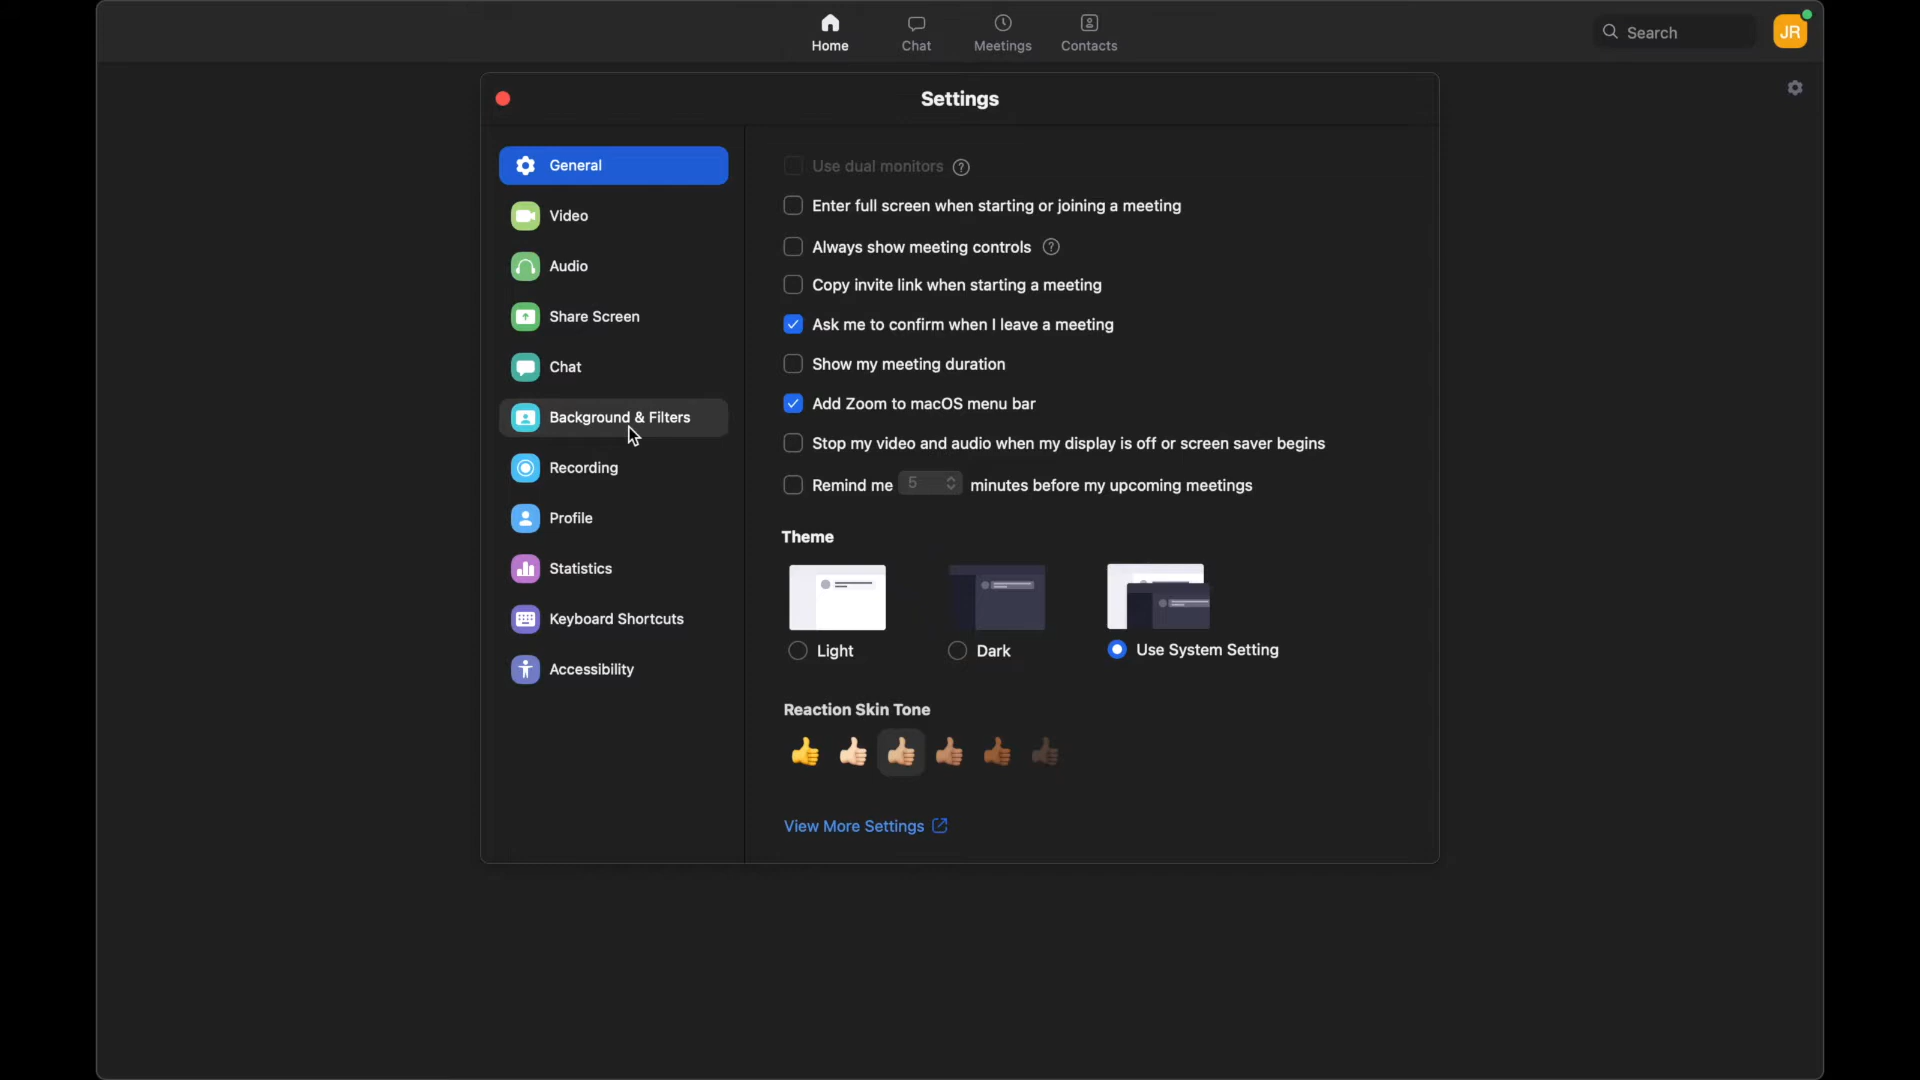 Home
Chat
Meetings
Contacts
Search
JR
Settings
General
Video
Audio
Share Screen
Chat
Background & Filters
Recording
Profile
Statistics
Keyboard Shortcuts
Accessibility
Use dual monitors ?
Enter full screen when starting or joining a meeting
Always show meeting controls ?
Copy invite link when starting a meeting
Ask me to confirm when I leave a meeting
Show my meeting duration
Add Zoom to macOS menu bar
Stop my video and audio when my display is off or screen saver begins
Remind me 5 minutes before my upcoming meetings
Theme
Light
Dark
Use System Setting
Reaction Skin Tone
View More Settings